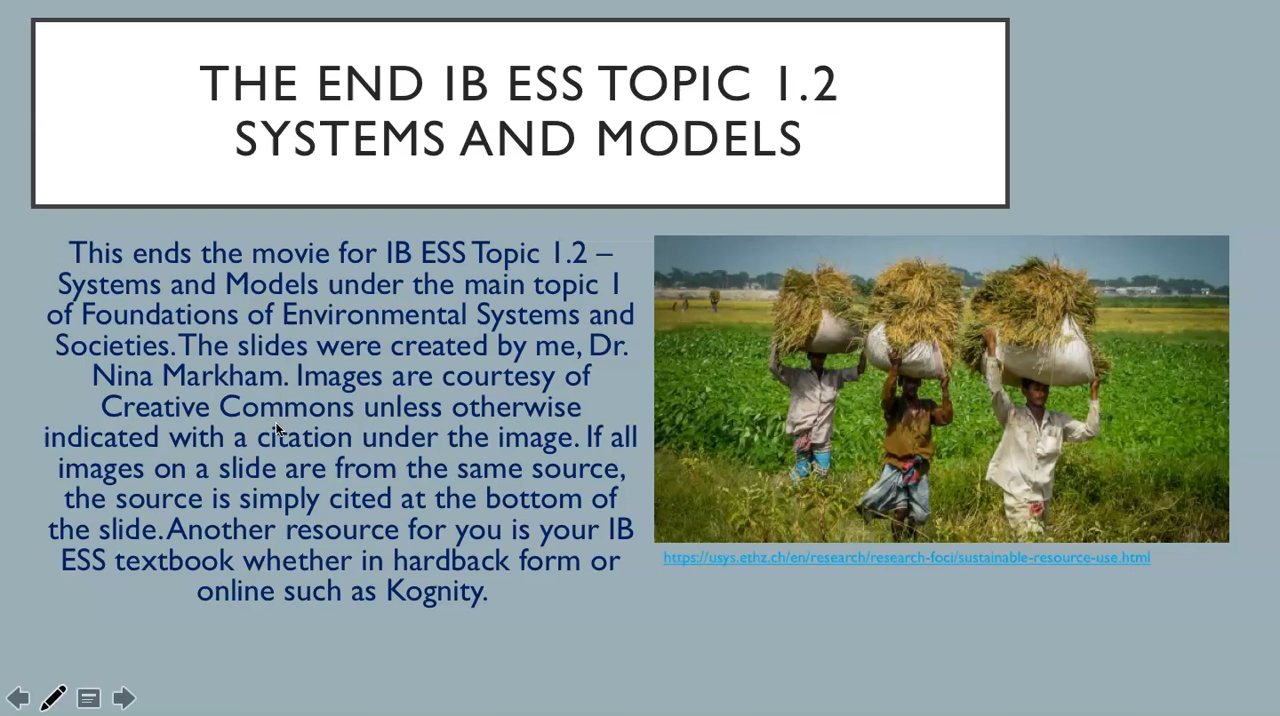 THE END IB ESS TOPIC 1.2
SYSTEMS AND MODELS
This ends the movie for IB ESS Topic 1.2 –
Systems and Models under the main topic 1
of Foundations of Environmental Systems and
Societies. The slides were created by me, Dr.
Nina Markham. Images are courtesy of
Creative Commons unless otherwise
indicated with a citation under the image. If all
images on a slide are from the same source,
the source is simply cited at the bottom of
the slide. Another resource for you is your IB
ESS textbook whether in hardback form or
online such as Kognity.
https://usys.ethz.ch/en/research/research-foci/sustainable-resource-use.html